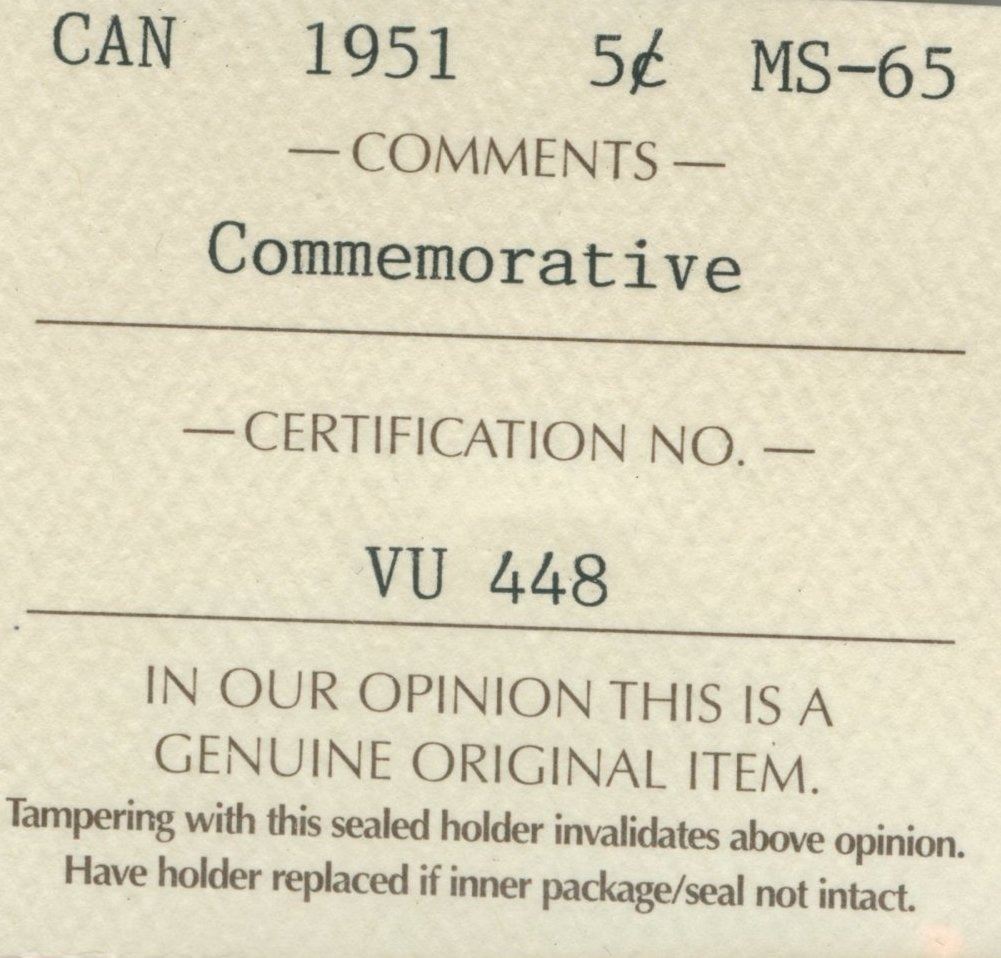 CAN 1951 5¢ MS-65
— COMMENTS —
Commemorative
— CERTIFICATION NO. —
VU 448
IN OUR OPINION THIS IS A
GENUINE ORIGINAL ITEM.
Tampering with this sealed holder invalidates above opinion.
Have holder replaced if inner package/seal not intact.